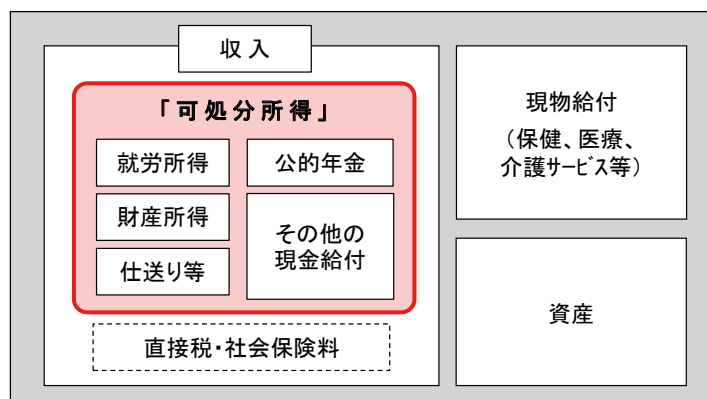 収入
「可処分所得」
就労所得
公的年金
財産所得
その他の
現金給付
仕送り等
直接税・社会保険料
現物給付
（保健、医療、
介護ｻｰﾋﾞｽ等）
資産